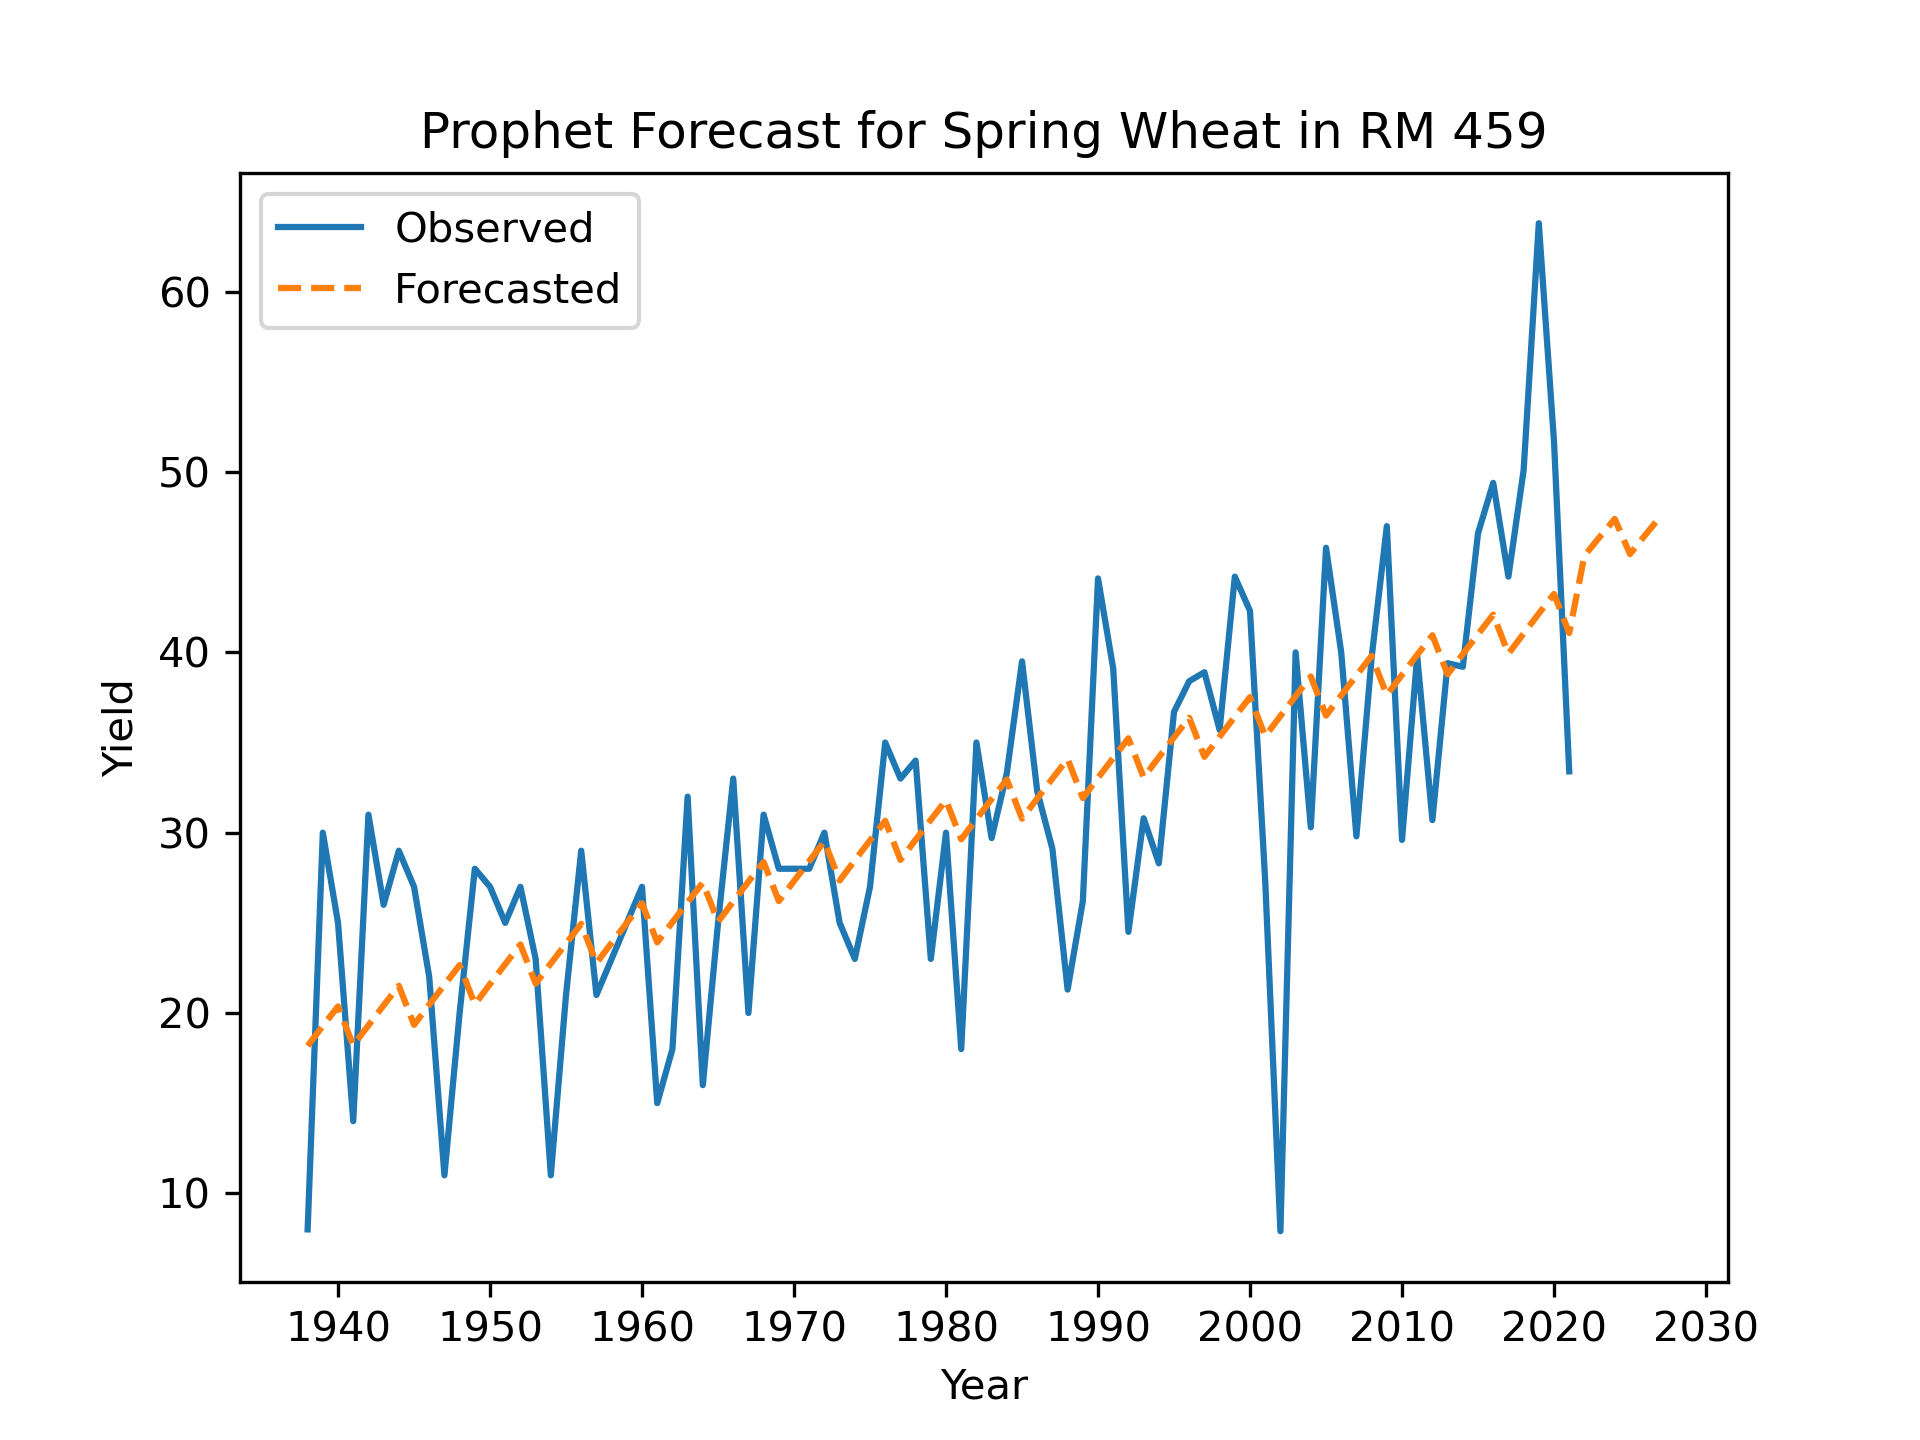 Prophet Forecast for Spring Wheat in RM 459
Observed
Forecasted
60
50
40
30
20
10
Yield
1940 1950 1960 1970 1980 1990 2000 2010 2020 2030
Year